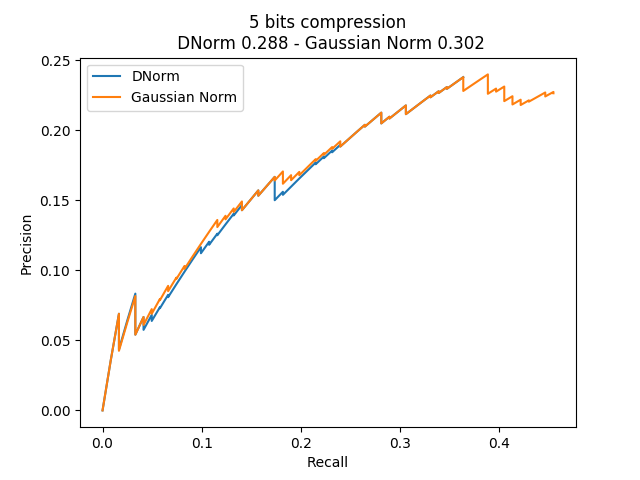 5 bits compression
DNorm 0.288 - Gaussian Norm 0.302
DNorm
Gaussian Norm
0.25
0.20
0.15
0.10
0.05
0.00
Precision
0.0 0.1 0.2 0.3 0.4
Recall